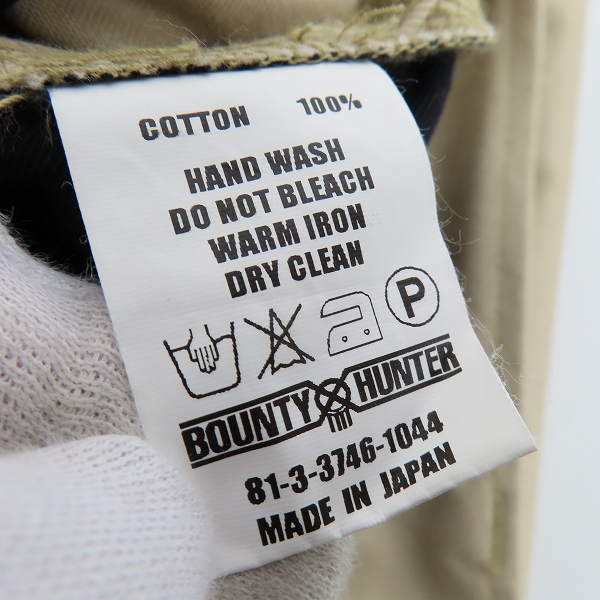 COTTON 100%
HAND WASH
DO NOT BLEACH
WARM IRON
DRY CLEAN
P
BOUNTY HUNTER
81-3-3746-1044
MADE IN JAPAN